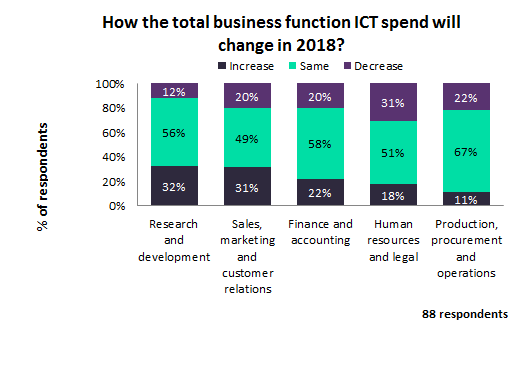 How the total business function ICT spend will
change in 2018?
Increase Same Decrease
% of respondents
100%
80%
60%
40%
20%
0%
12% 20% 20% 31% 22%
56% 49% 58% 51% 67%
32% 31% 22% 18% 11%
Research
and
development
Sales,
marketing
and
customer
relations
Finance and
accounting
Human
resources
and legal
Production,
procurement
and
operations
88 respondents